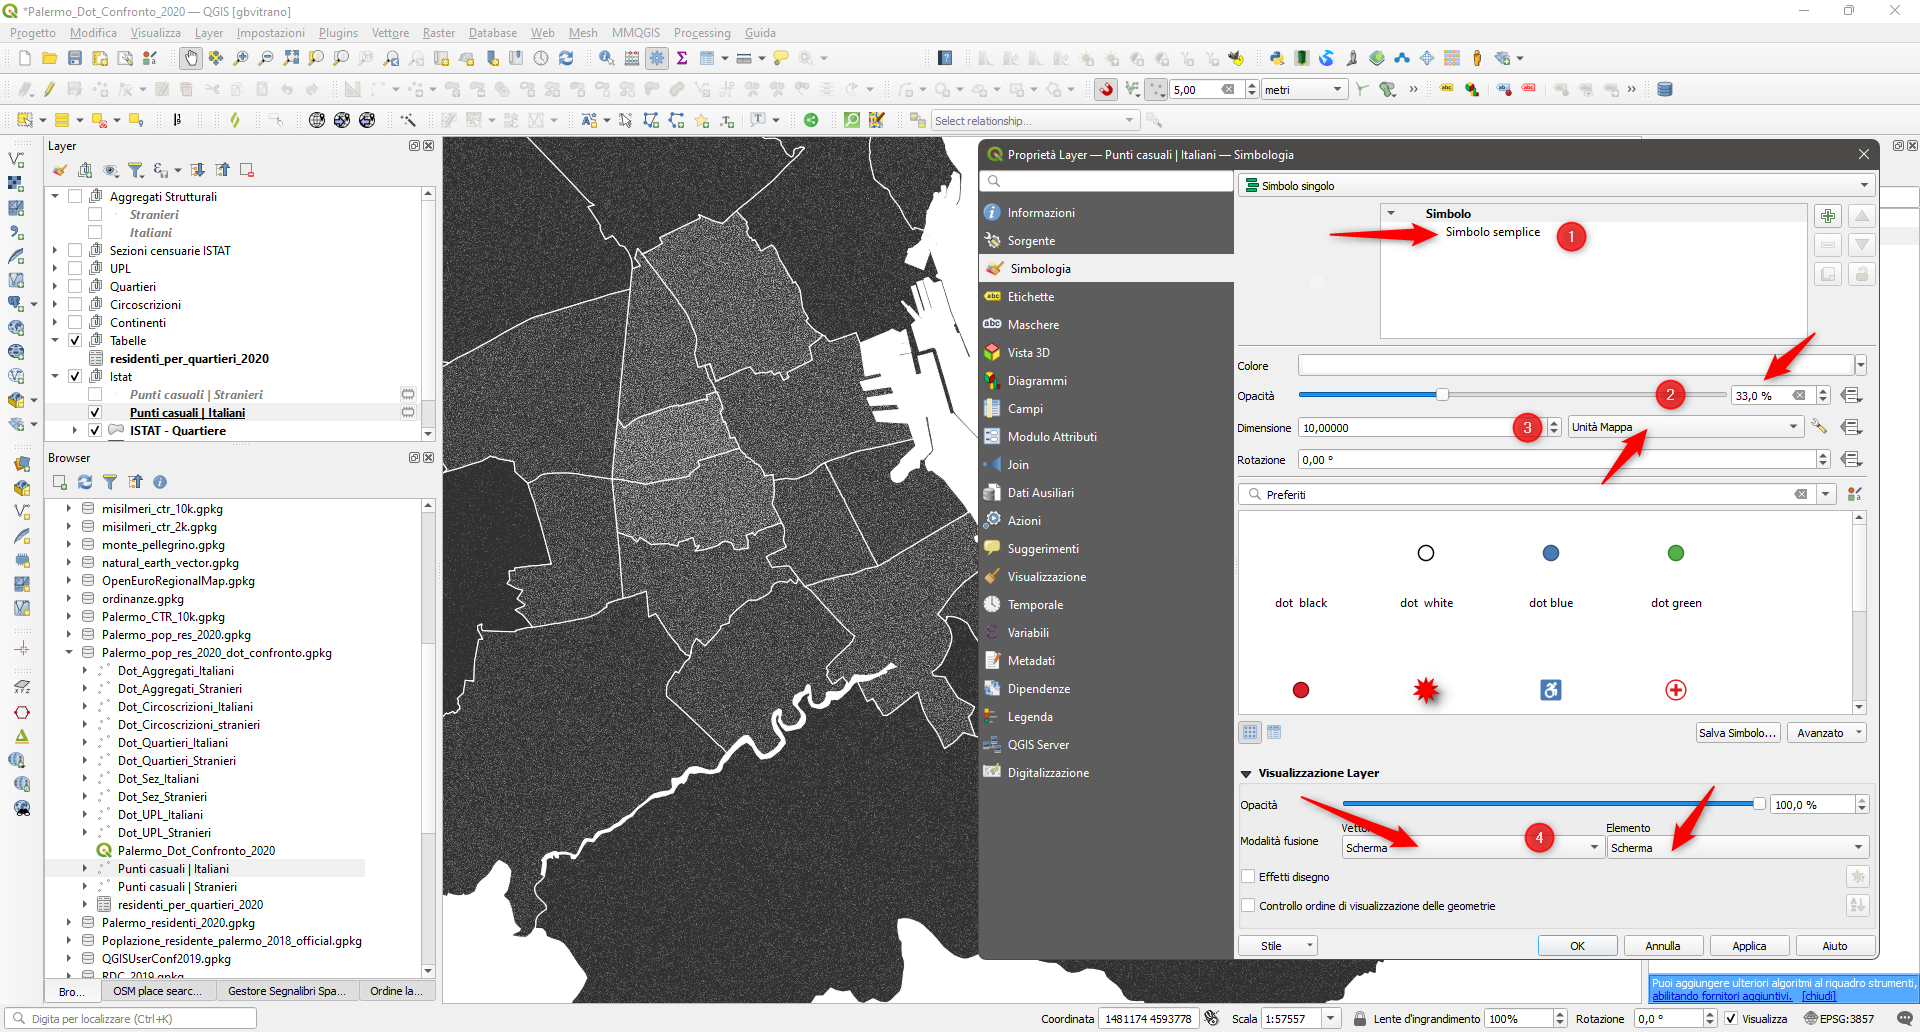 *Palermo_Dot_Confronto_2020 — QGIS [gbvitrano]
Progetto Modifica Visualizza Layer Impostazioni Plugins Vettore Raster Database Web Mesh MMQGIS Processing Guida
5,00 metri
Select relationship...
Layer
Aggregati Strutturali
Stranieri
Italiani
Sezioni censuarie ISTAT
UPL
Quartieri
Circoscrizioni
Continenti
Tabelle
residenti_per_quartieri_2020
Istat
Punti casuali | Stranieri
Punti casuali | Italiani
ISTAT - Quartiere
Browser
misilmeri_ctr_10k.gpkg
misilmeri_ctr_2k.gpkg
monte_pellegrino.gpkg
natural_earth_vector.gpkg
OpenEuroRegionalMap.gpkg
ordinanze.gpkg
Palermo_CTR_10k.gpkg
Palermo_pop_res_2020.gpkg
Palermo_pop_res_2020_dot_confronto.gpkg
Dot_Aggregati_Italiani
Dot_Aggregati_Stranieri
Dot_Circoscrizioni_Italiani
Dot_Circoscrizioni_stranieri
Dot_Quartieri_Italiani
Dot_Quartieri_Stranieri
Dot_Sez_Italiani
Dot_Sez_Stranieri
Dot_UPL_Italiani
Dot_UPL_Stranieri
Palermo_Dot_Confronto_2020
Punti casuali | Italiani
Punti casuali | Stranieri
residenti_per_quartieri_2020
Palermo_residenti_2020.gpkg
Poplazione_residente_palermo_2018_official.gpkg
QGISUserConf2019.gpkg
RDC_2019.gpkg
Bro... OSM place searc... Gestore Segnalibri Spa... Ordine la...
Proprietà Layer — Punti casuali | Italiani — Simbologia
Informazioni
Sorgente
Simbologia
Etichette
Maschere
Vista 3D
Diagrammi
Campi
Modulo Attributi
Join
Dati Ausiliari
Azioni
Suggerimenti
Visualizzazione
Temporale
Variabili
Metadati
Dipendenze
Legenda
QGIS Server
Digitalizzazione
Simbolo singolo
Simbolo
Simbolo semplice 1
Colore
Opacità 2 33,0 %
Dimensione 10,00000 3 Unità Mappa
Rotazione 0,00 °
Preferiti
dot black dot white dot blue dot green
Salva Simbolo... Avanzato
Visualizzazione Layer
Opacità 100,0 %
Modalità fusione Scherma 4 Elemento Scherma
Effetti disegno
Controllo ordine di visualizzazione delle geometrie
Stile OK Annulla Applica Aiuto
Puoi aggiungere ulteriori algoritmi al riquadro strumenti,
abilitando fornitori aggiuntivi. [chiudi]
Digita per localizzare (Ctrl+K) Coordinata 1481174 4593778 Scala 1:57557 Lente d'ingrandimento 100% Rotazione 0,0 ° Visualizza EPSG:3857